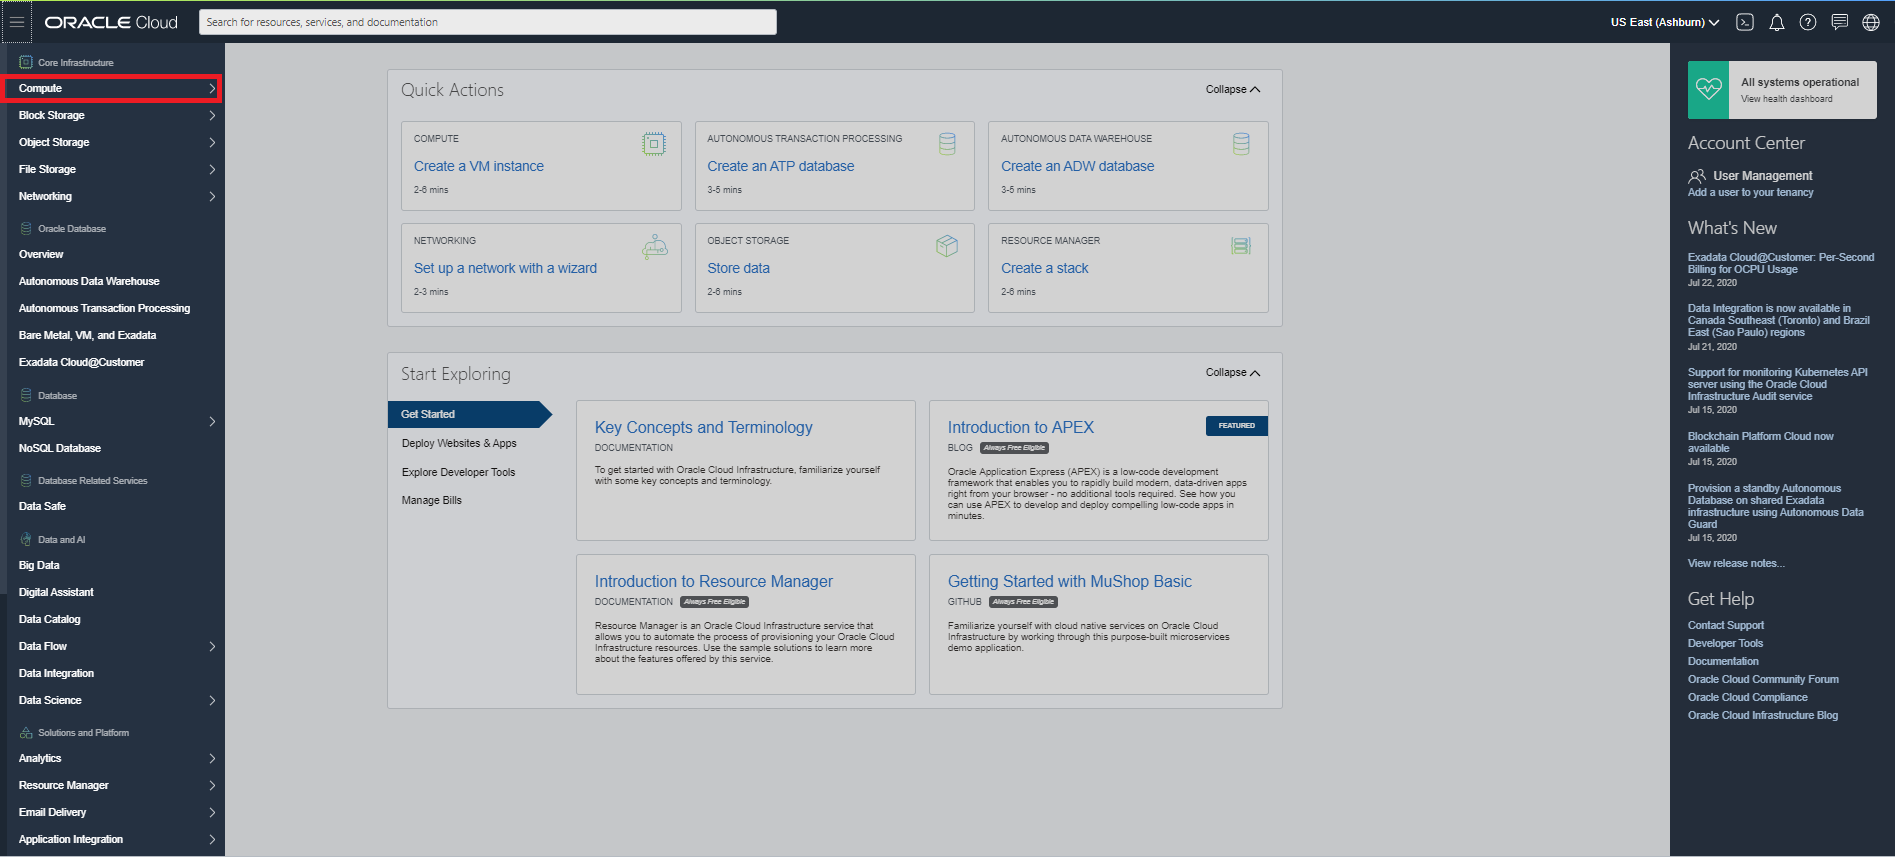 ORACLE Cloud
Search for resources, services, and documentation
US East (Ashburn)
Core Infrastructure
Compute
Block Storage
Object Storage
File Storage
Networking
Oracle Database
Overview
Autonomous Data Warehouse
Autonomous Transaction Processing
Bare Metal, VM, and Exadata
Exadata Cloud@Customer
Database
MySQL
NoSQL Database
Database Related Services
Data Safe
Data and AI
Big Data
Digital Assistant
Data Catalog
Data Flow
Data Integration
Data Science
Solutions and Platform
Analytics
Resource Manager
Email Delivery
Application Integration
Quick Actions
Collapse
COMPUTE
Create a VM instance
2-6 mins
AUTONOMOUS TRANSACTION PROCESSING
Create an ATP database
3-5 mins
AUTONOMOUS DATA WAREHOUSE
Create an ADW database
3-5 mins
NETWORKING
Set up a network with a wizard
2-3 mins
OBJECT STORAGE
Store data
2-6 mins
RESOURCE MANAGER
Create a stack
2-6 mins
Start Exploring
Collapse
Get Started
Deploy Websites & Apps
Explore Developer Tools
Manage Bills
Key Concepts and Terminology
DOCUMENTATION
To get started with Oracle Cloud Infrastructure, familiarize yourself
with some key concepts and terminology.
Introduction to APEX
FEATURED
BLOG Always Free Eligible
Oracle Application Express (APEX) is a low-code development
framework that enables you to rapidly build modern, data-driven apps
right from your browser - no additional tools required. See how you
can use APEX to develop and deploy compelling low-code apps in
minutes.
Introduction to Resource Manager
DOCUMENTATION Always Free Eligible
Resource Manager is an Oracle Cloud Infrastructure service that
allows you to automate the process of provisioning your Oracle Cloud
Infrastructure resources. Use the sample solutions to learn more
about the features offered by this service.
Getting Started with MuShop Basic
GITHUB Always Free Eligible
Familiarize yourself with cloud native services on Oracle Cloud
Infrastructure by working through this purpose-built microservices
demo application.
All systems operational
View health dashboard
Account Center
User Management
Add a user to your tenancy
What's New
Exadata Cloud@Customer: Per-Second
Billing for OCPU Usage
Jul 22, 2020
Data Integration is now available in
Canada Southeast (Toronto) and Brazil
East (Sao Paulo) regions
Jul 21, 2020
Support for monitoring Kubernetes API
server using the Oracle Cloud
Infrastructure Audit service
Jul 15, 2020
Blockchain Platform Cloud now
available
Jul 15, 2020
Provision a standby Autonomous
Database on shared Exadata
infrastructure using Autonomous Data
Guard
Jul 15, 2020
View release notes...
Get Help
Contact Support
Developer Tools
Documentation
Oracle Cloud Community Forum
Oracle Cloud Compliance
Oracle Cloud Infrastructure Blog